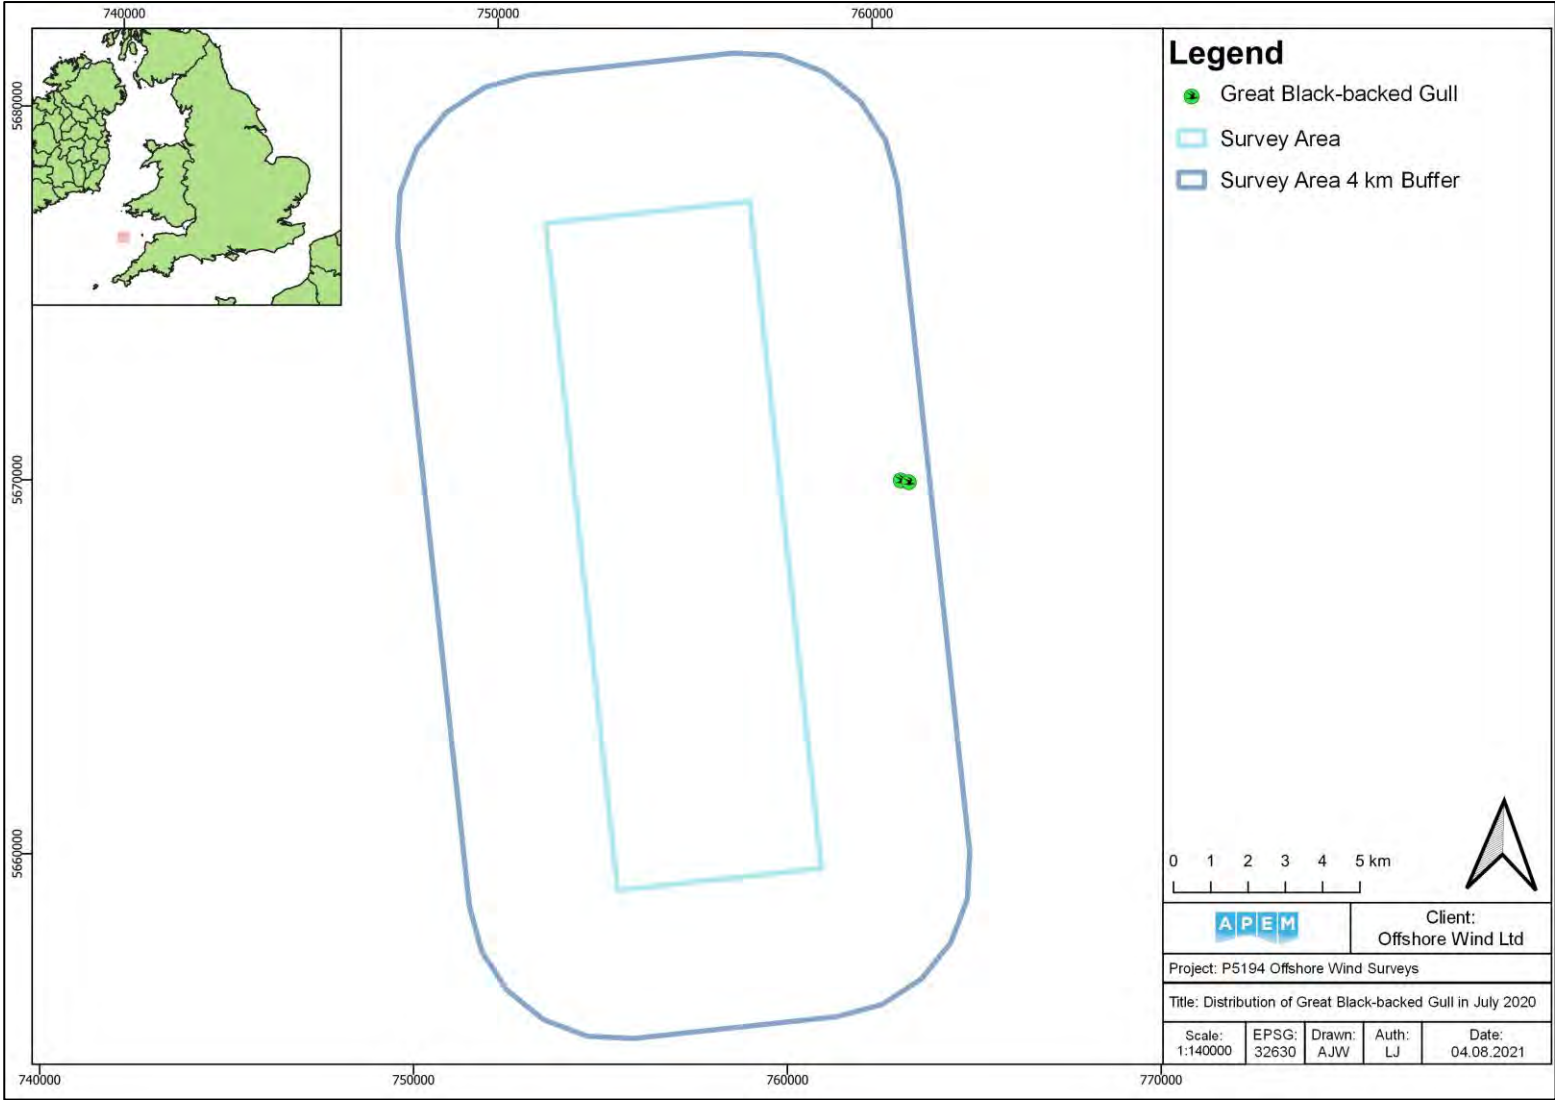 740000
750000
760000
5680000
5670000
5660000
740000
750000
760000
770000
Legend
Great Black-backed Gull
Survey Area
Survey Area 4 km Buffer
0 1 2 3 4 5 km
APEM
Client:
Offshore Wind Ltd
Project: P5194 Offshore Wind Surveys
Title: Distribution of Great Black-backed Gull in July 2020
Scale:
1:140000
EPSG:
32630
Drawn:
AJW
Auth:
LJ
Date:
04.08.2021